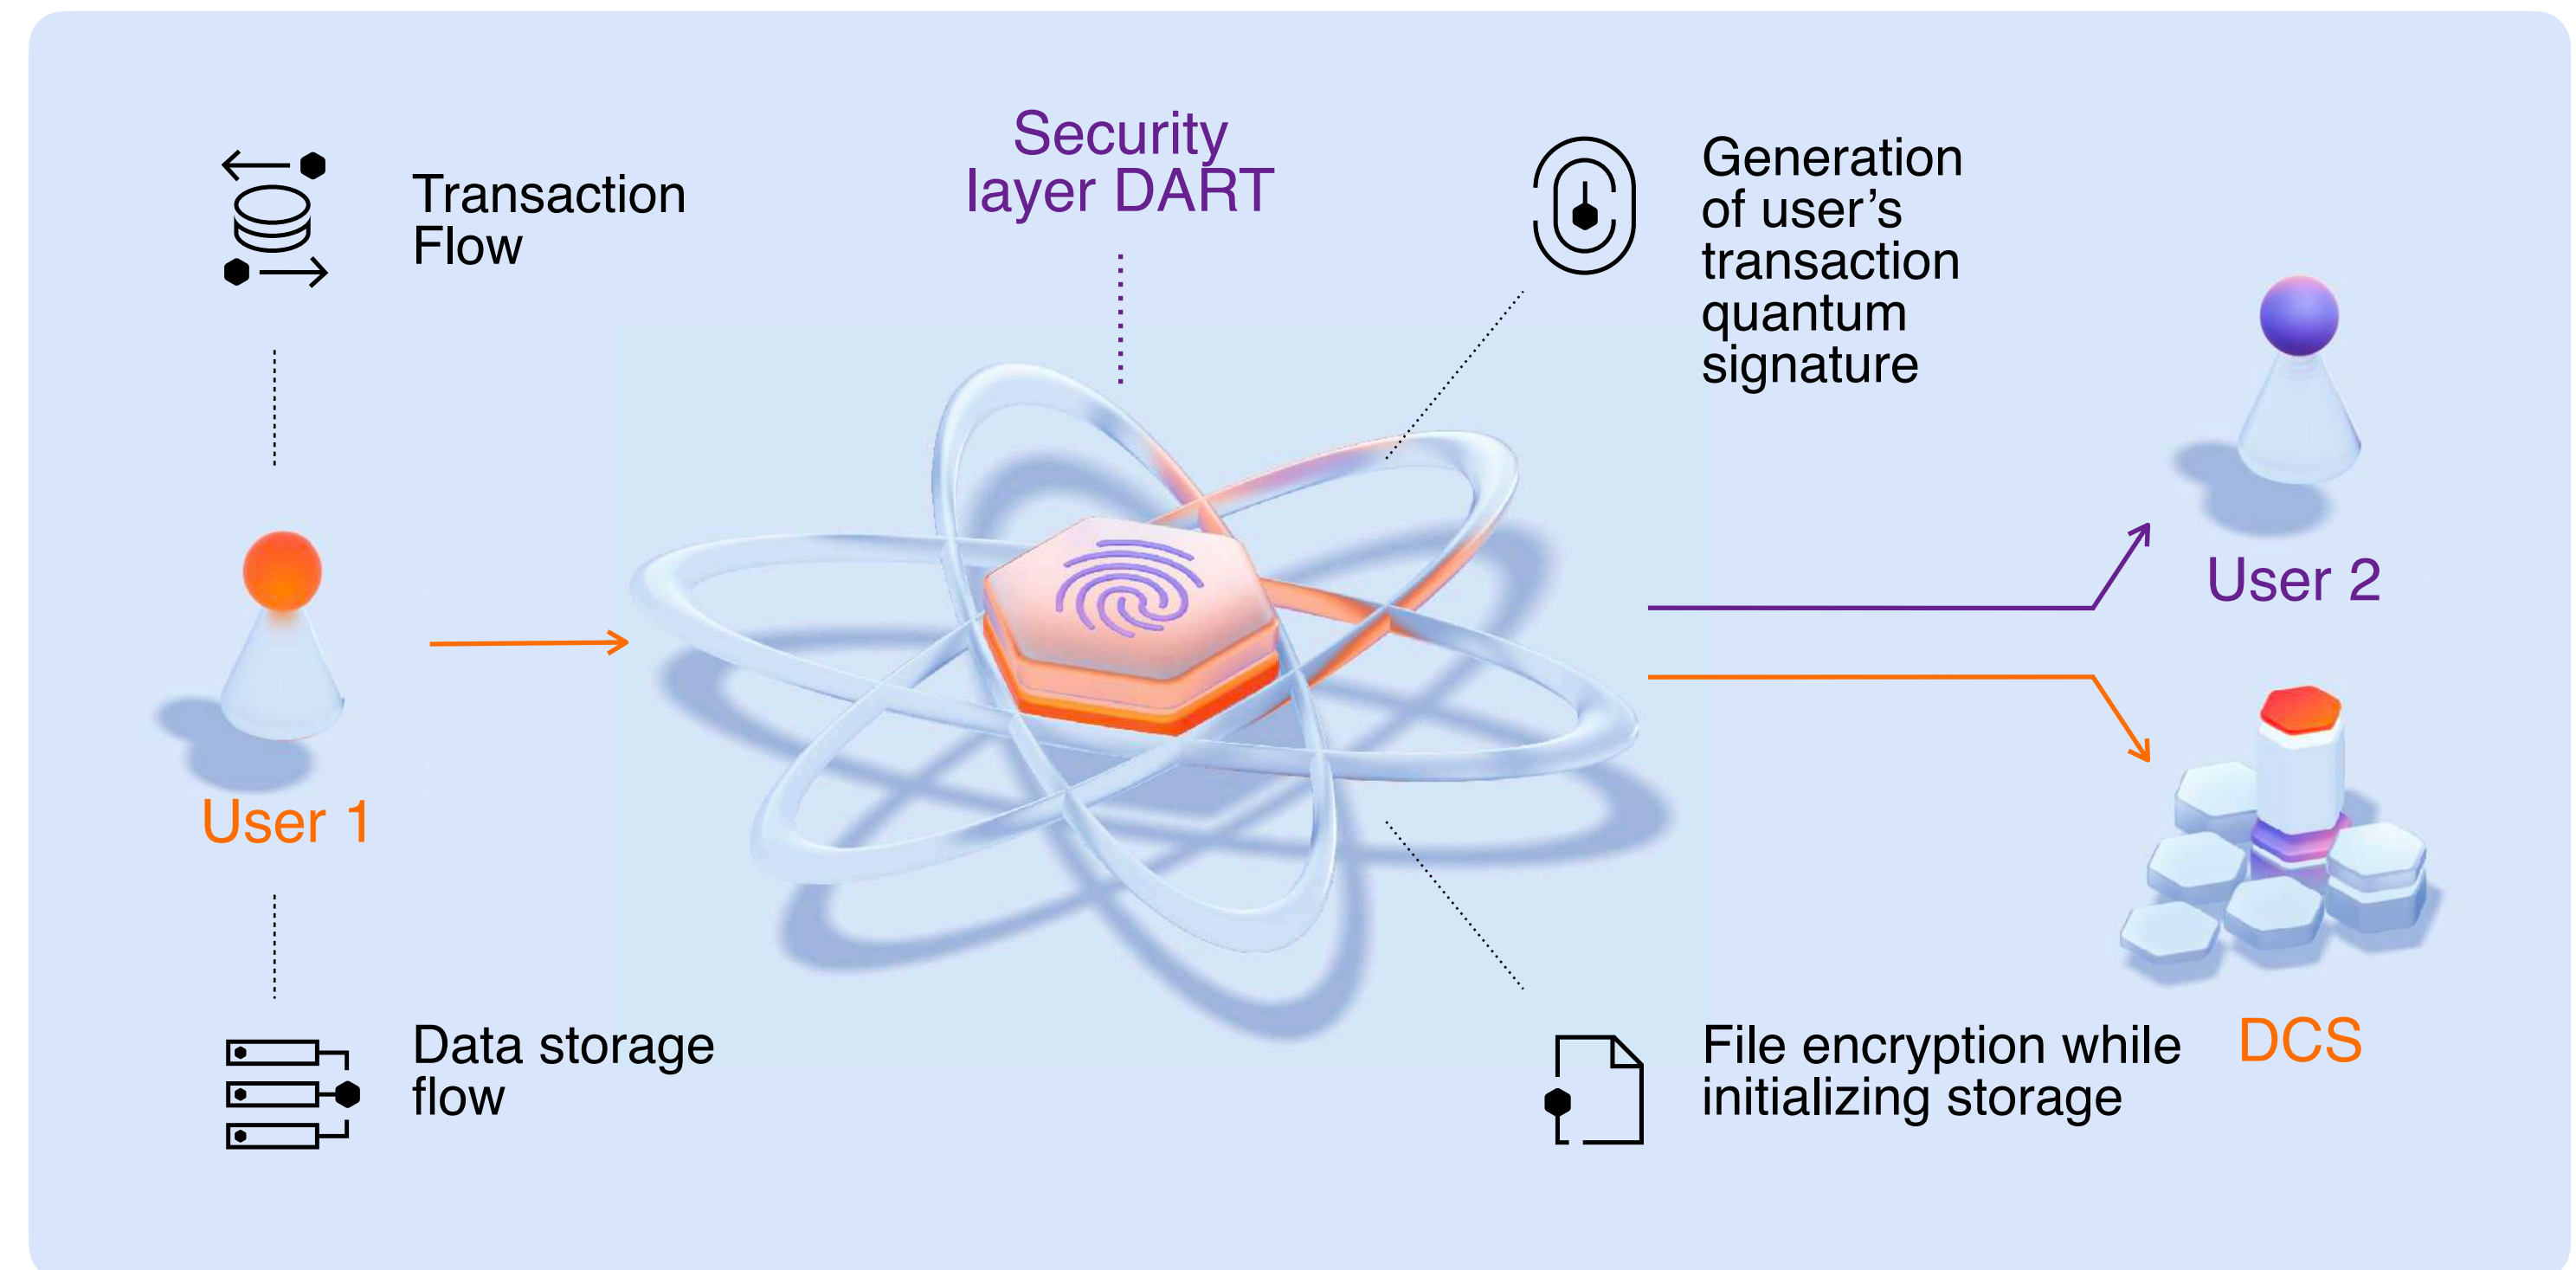 Transaction
Flow
Security
layer DART
Generation
of user’s
transaction
quantum
signature
User 1
User 2
Data storage
flow
File encryption while
initializing storage
DCS